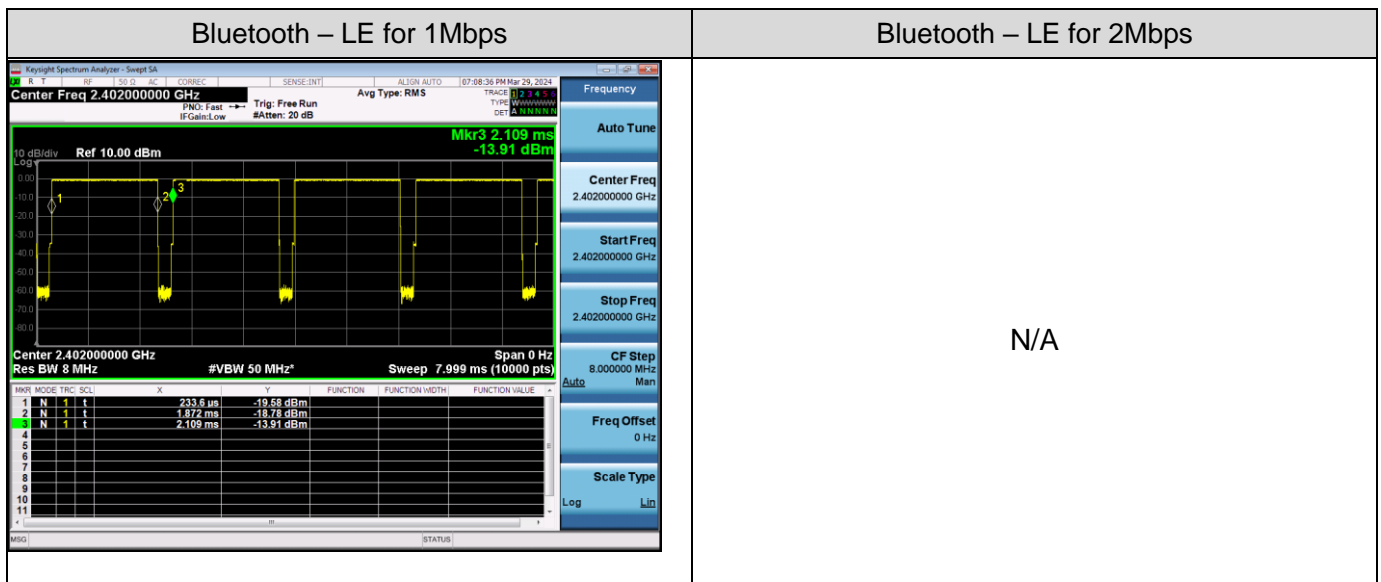 Bluetooth – LE for 1Mbps
Bluetooth – LE for 2Mbps
Keysight Spectrum Analyzer - Swept SA
R T RF 50 Ω AC CORREC SENSE:INT ALIGN AUTO 07:08:36 PM Mar 29, 2024
Center Freq 2.402000000 GHz Avg Type: RMS TRACE 1 2 3 4 5 6
PNO: Fast Trig: Free Run TYPE WWWWWW
IFGain:Low #Atten: 20 dB DET A N N N N N
Mkr3 2.109 ms
-13.91 dBm
10 dB/div Ref 10.00 dBm
Log
0.00
-10.0
-20.0
-30.0
-40.0
-50.0
-60.0
-70.0
-80.0
1
2
3
Center 2.402000000 GHz Span 0 Hz
Res BW 8 MHz #VBW 50 MHz* Sweep 7.999 ms (10000 pts)
MKR MODE TRC SCL X Y FUNCTION FUNCTION WIDTH FUNCTION VALUE
1 N 1 t 233.6 µs -19.58 dBm
2 N 1 t 1.872 ms -18.78 dBm
3 N 1 t 2.109 ms -13.91 dBm
4
5
6
7
8
9
10
11
MSG STATUS
Frequency
Auto Tune
Center Freq
2.402000000 GHz
Start Freq
2.402000000 GHz
Stop Freq
2.402000000 GHz
CF Step
8.000000 MHz
Auto Man
Freq Offset
0 Hz
Scale Type
Log Lin
N/A